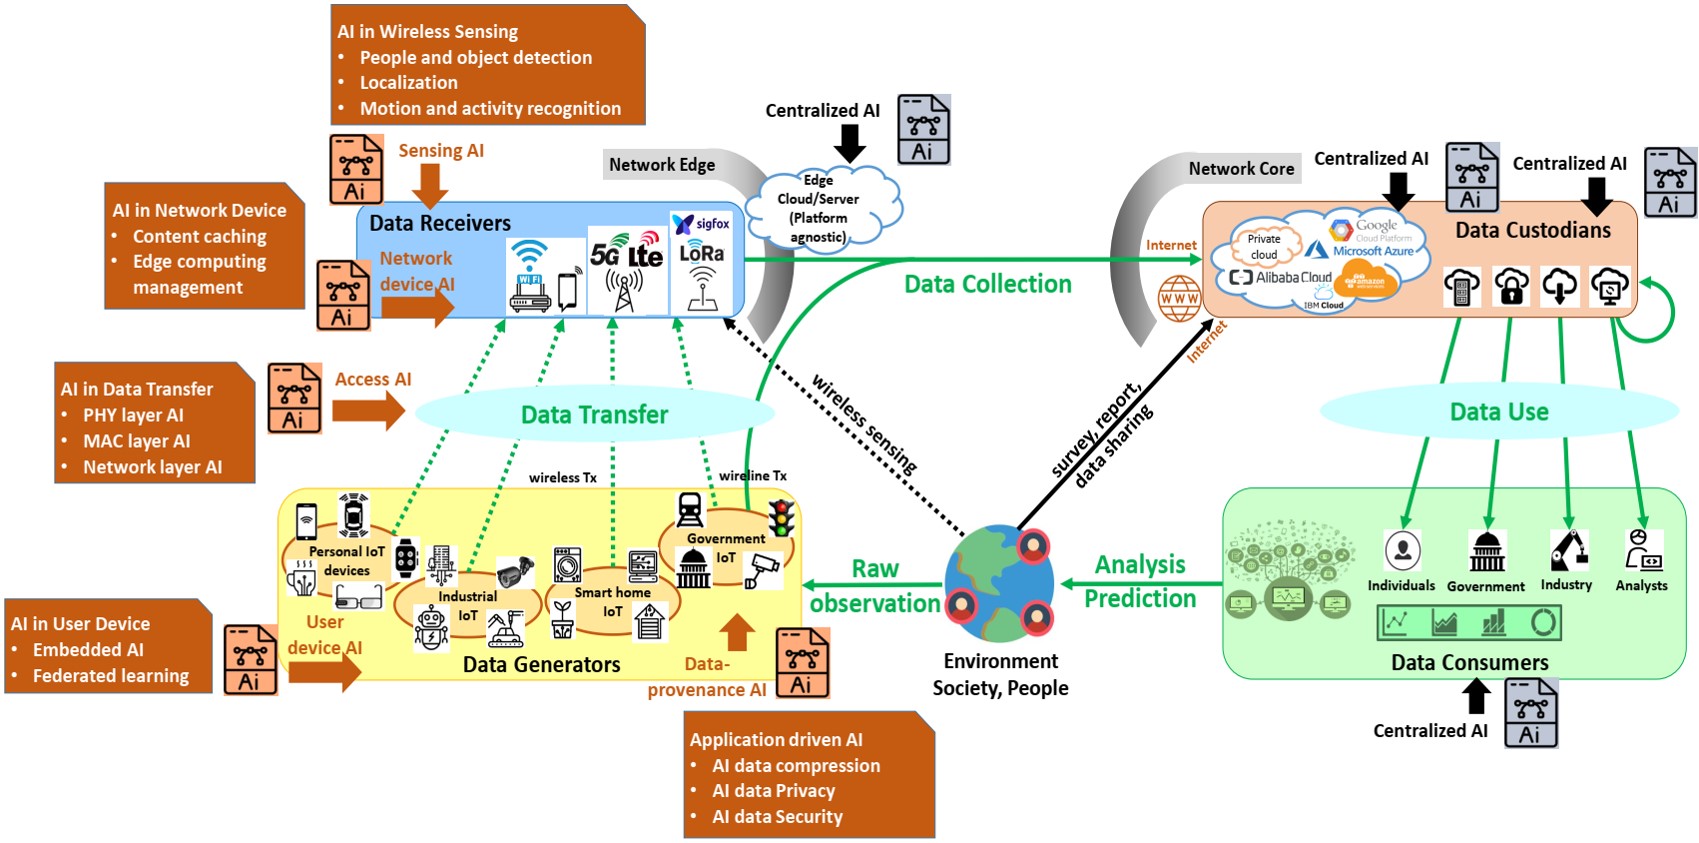 AI in Wireless Sensing
• People and object detection
• Localization
• Motion and activity recognition
Ai
Sensing AI
AI in Network Device
• Content caching
• Edge computing
management
Ai
Network
device AI
Data Receivers
WiFi
5G Lte
sigfox
LoRa
Network Edge
Centralized AI
Ai
Edge
Cloud/Server
(Platform
agnostic)
Data Collection
Network Core
Internet
WWW
Internet
Centralized AI
Ai
Centralized AI
Ai
Data Custodians
Private
cloud
Google
Cloud Platform
Microsoft Azure
Alibaba Cloud
amazon
IBM Cloud
AI in Data Transfer
• PHY layer AI
• MAC layer AI
• Network layer AI
Ai
Access AI
Data Transfer
wireless Tx
wireline Tx
wireless sensing
survey, report,
data sharing
Data Use
Personal IoT
devices
Industrial
IoT
Smart home
IoT
Government
IoT
Data Generators
AI in User Device
• Embedded AI
• Federated learning
Ai
User
device AI
Data-
provenance AI
Ai
Application driven AI
• AI data compression
• AI data Privacy
• AI data Security
Raw
observation
Environment
Society, People
Analysis
Prediction
Individuals
Government
Industry
Analysts
Data Consumers
Centralized AI
Ai